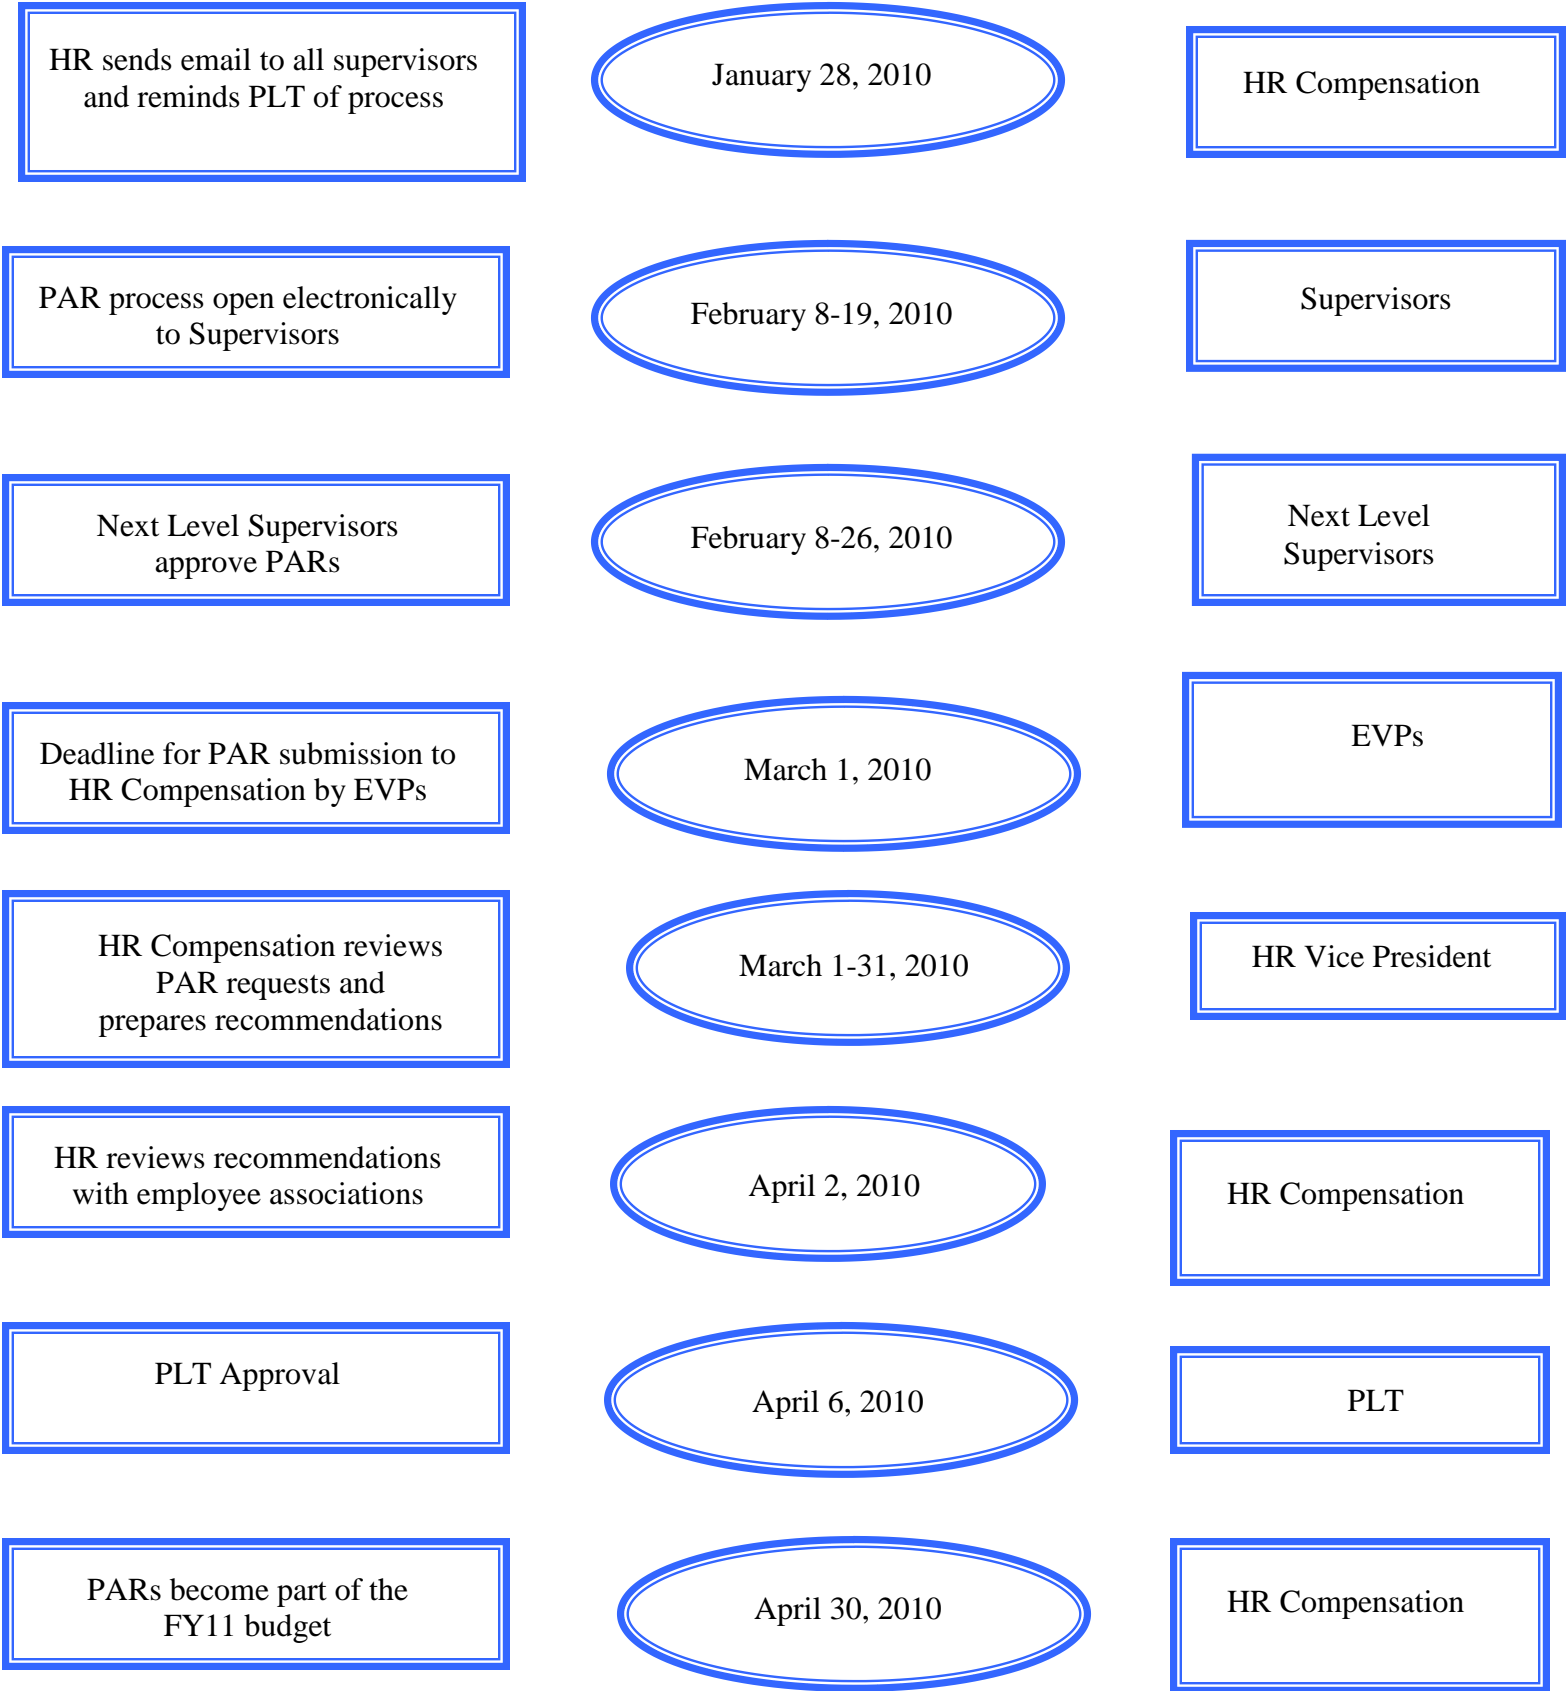 HR sends email to all supervisors
and reminds PLT of process
January 28, 2010
HR Compensation
PAR process open electronically
to Supervisors
February 8-19, 2010
Supervisors
Next Level Supervisors
approve PARs
February 8-26, 2010
Next Level
Supervisors
Deadline for PAR submission to
HR Compensation by EVPs
March 1, 2010
EVPs
HR Compensation reviews
PAR requests and
prepares recommendations
March 1-31, 2010
HR Vice President
HR reviews recommendations
with employee associations
April 2, 2010
HR Compensation
PLT Approval
April 6, 2010
PLT
PARs become part of the
FY11 budget
April 30, 2010
HR Compensation